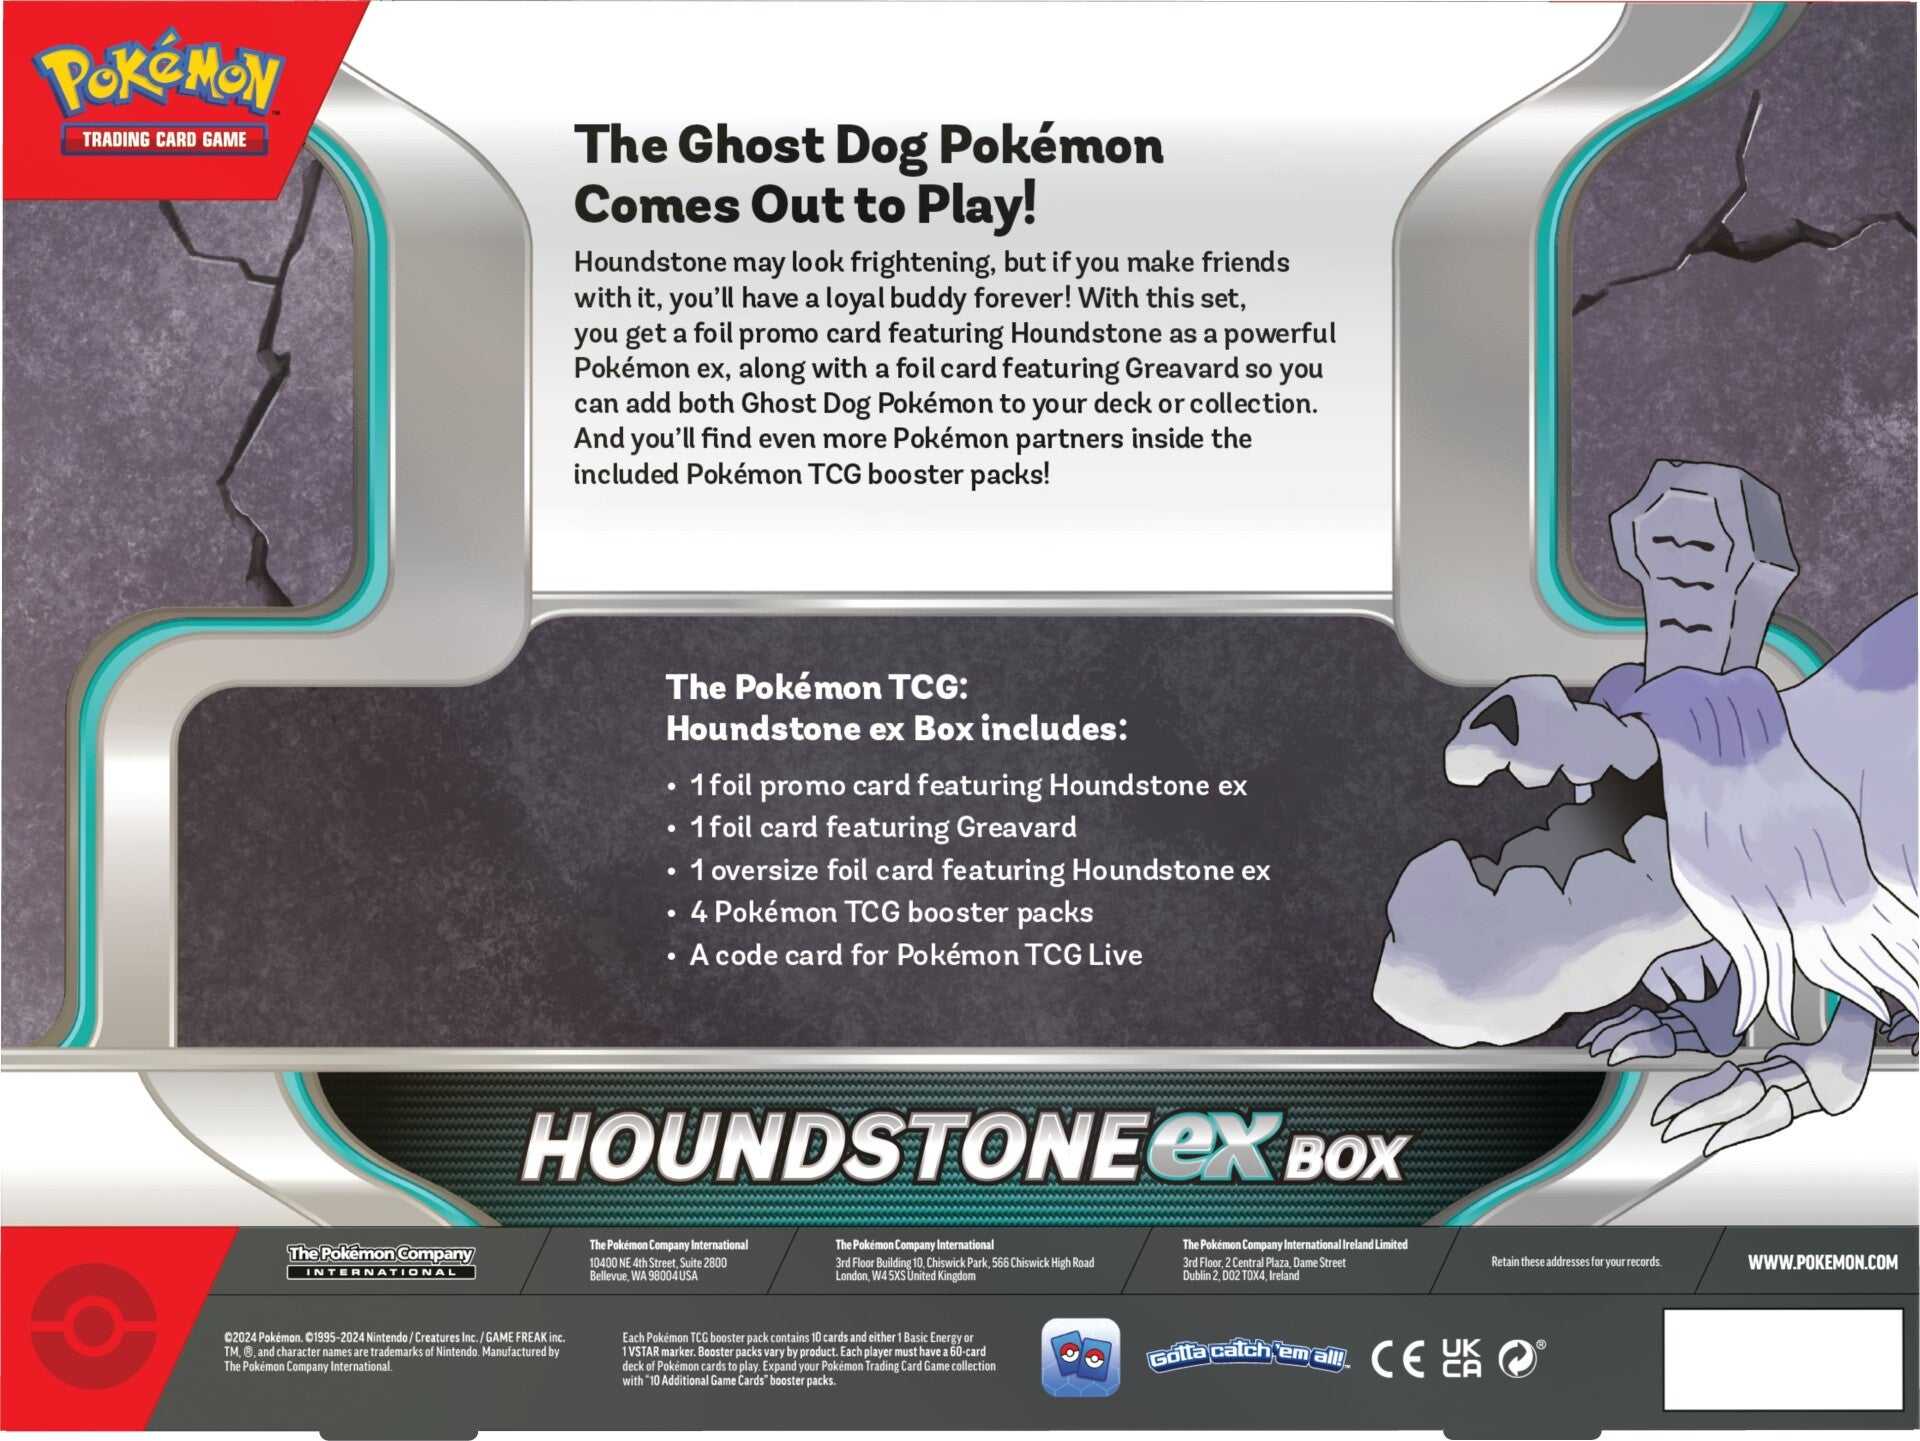 POKéMON™
TRADING CARD GAME
The Ghost Dog Pokémon
Comes Out to Play!
Houndstone may look frightening, but if you make friends
with it, you'll have a loyal buddy forever! With this set,
you get a foil promo card featuring Houndstone as a powerful
Pokémon ex, along with a foil card featuring Greavard so you
can add both Ghost Dog Pokémon to your deck or collection.
And you'll find even more Pokémon partners inside the
included Pokémon TCG booster packs!
The Pokémon TCG:
Houndstone ex Box includes:
• 1 foil promo card featuring Houndstone ex
• 1 foil card featuring Greavard
• 1 oversize foil card featuring Houndstone ex
• 4 Pokémon TCG booster packs
• A code card for Pokémon TCG Live
HOUNDSTONE ex BOX
The Pokémon Company
INTERNATIONAL
The Pokémon Company International
10400 NE 4th Street, Suite 2800
Bellevue, WA 98004 USA
The Pokémon Company International
3rd Floor Building 10, Chiswick Park, 566 Chiswick High Road
London, W4 5XS United Kingdom
The Pokémon Company International Ireland Limited
3rd Floor, 2 Central Plaza, Dame Street
Dublin 2, D02 T0X4, Ireland
Retain these addresses for your records.
WWW.POKEMON.COM
©2024 Pokémon. ©1995–2024 Nintendo / Creatures Inc. / GAME FREAK inc.
TM, ®, and character names are trademarks of Nintendo. Manufactured by
The Pokémon Company International.
Each Pokémon TCG booster pack contains 10 cards and either 1 Basic Energy or
1 VSTAR marker. Booster packs vary by product. Each player must have a 60-card
deck of Pokémon cards to play. Expand your Pokémon Trading Card Game collection
with "10 Additional Game Cards" booster packs.
Gotta catch 'em all!™
CE
UK
CA
®